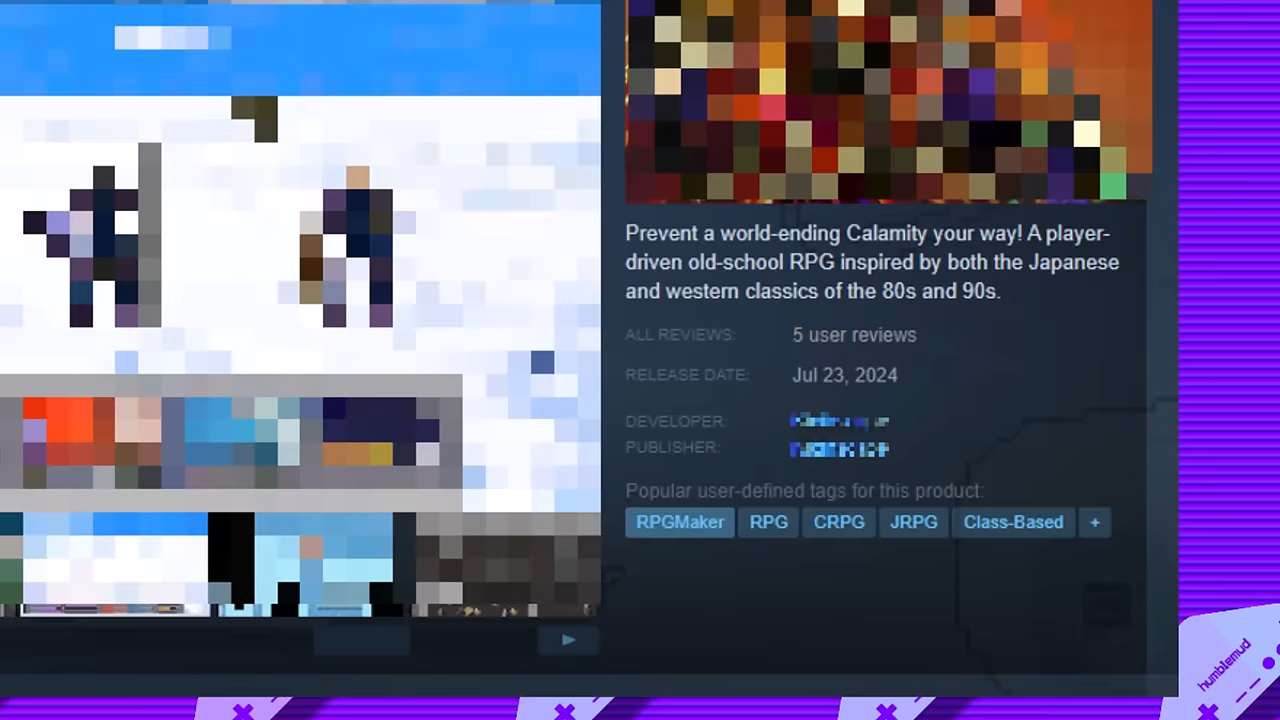 Prevent a world-ending Calamity your way! A player-
driven old-school RPG inspired by both the Japanese
and western classics of the 80s and 90s.
ALL REVIEWS: 5 user reviews
RELEASE DATE: Jul 23, 2024
DEVELOPER:
PUBLISHER:
Popular user-defined tags for this product:
RPGMaker RPG CRPG JRPG Class-Based +
humblemud